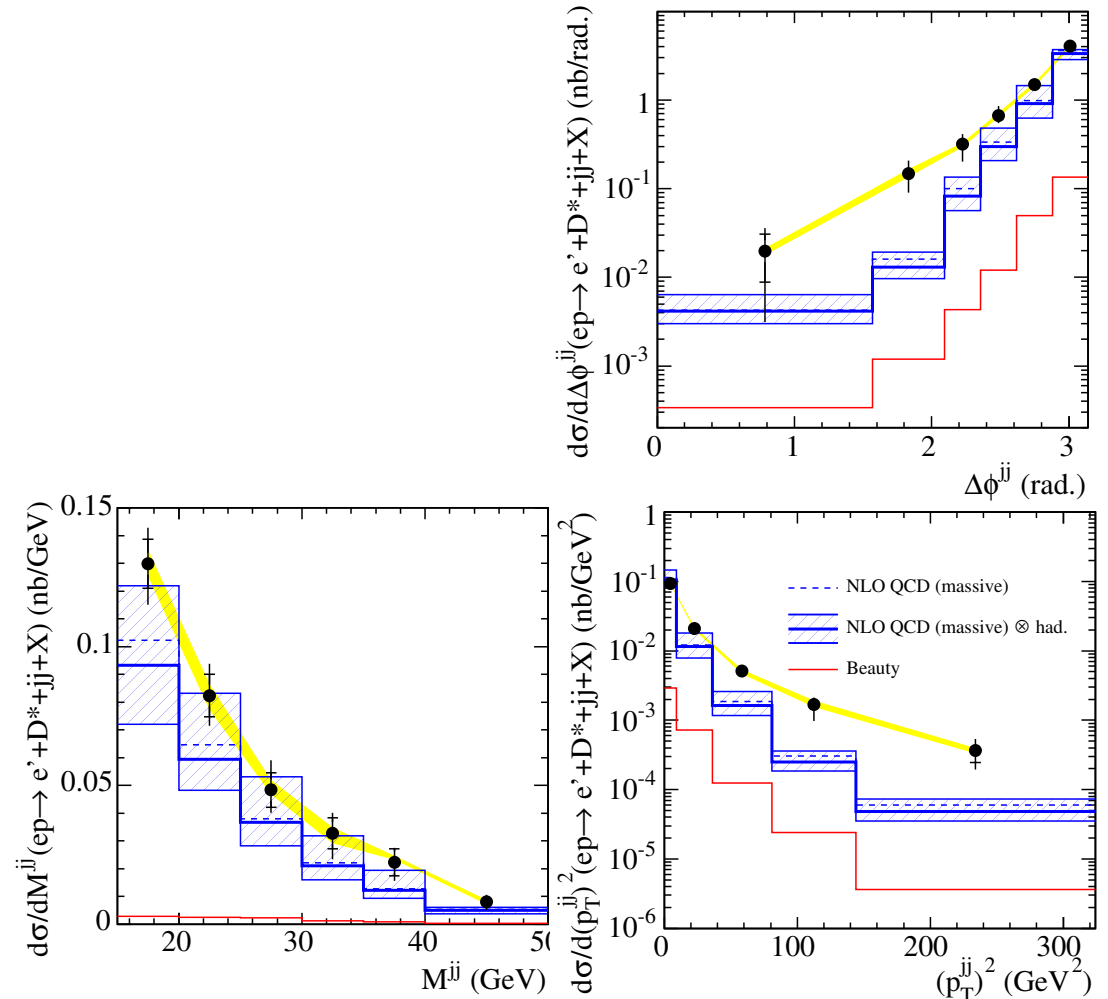 dσ/dΔϕ^jj(ep→ e’+D*+jj+X) (nb/rad.)
1
10^-1
10^-2
10^-3
0 1 2 3
Δϕ^jj (rad.)
dσ/dM^jj(ep→ e’+D*+jj+X) (nb/GeV)
0.15
0.1
0.05
0
20 30 40 50
M^jj (GeV)
dσ/d(p_T^jj)^2 (ep→ e’+D*+jj+X) (nb/GeV^2)
1
10^-1
10^-2
10^-3
10^-4
10^-5
10^-6
NLO QCD (massive)
NLO QCD (massive) ⊗ had.
Beauty
0 100 200 300
(p_T^jj)^2 (GeV^2)